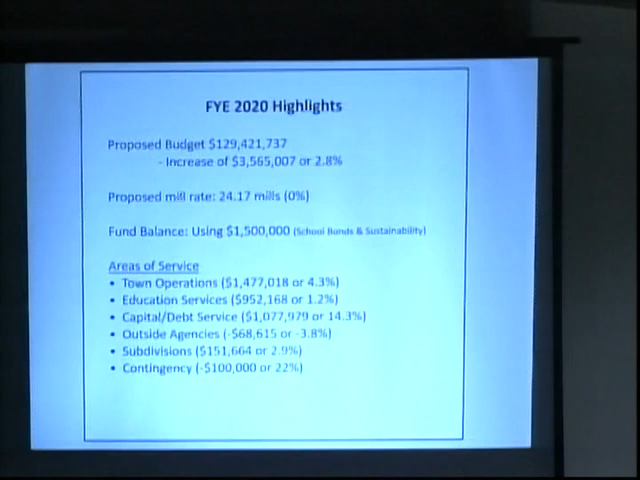 FYE 2020 Highlights
Proposed Budget $129,421,737
- Increase of $3,565,007 or 2.8%
Proposed mill rate: 24.17 mills (0%)
Fund Balance: Using $1,500,000 (School Bonds & Sustainability)
Areas of Service
• Town Operations ($1,477,018 or 4.3%)
• Education Services ($952,168 or 1.2%)
• Capital/Debt Service ($1,077,979 or 14.3%)
• Outside Agencies (-$68,615 or -3.8%)
• Subdivisions ($151,664 or 2.9%)
• Contingency (-$100,000 or 22%)